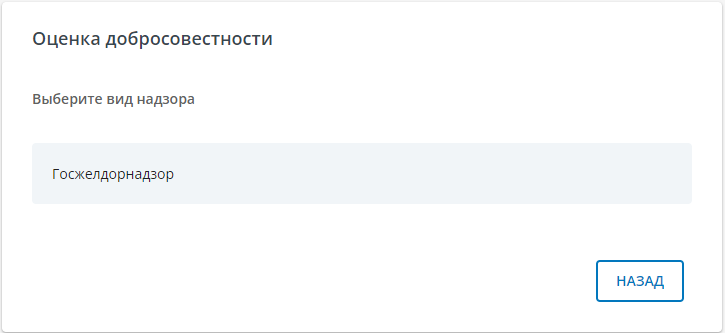 Оценка добросовестности
Выберите вид надзора
Госжелдорнадзор
НАЗАД